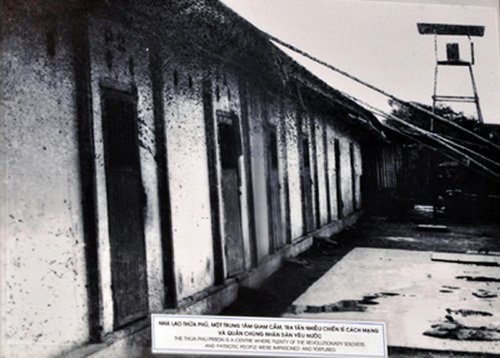 NHÀ LAO THỪA PHỦ, MỘT TRUNG TÂM GIAM CẦM, TRA TẤN NHIỀU CHIẾN SĨ CÁCH MẠNG
VÀ QUẦN CHÚNG NHÂN DÂN YÊU NƯỚC
THE THUA PHU PRISON IS A CENTRE WHERE PLENTY OF THE REVOLUTIONARY SOLDIERS
AND PATRIOTIC PEOPLE WERE IMPRISONED AND TORTURED